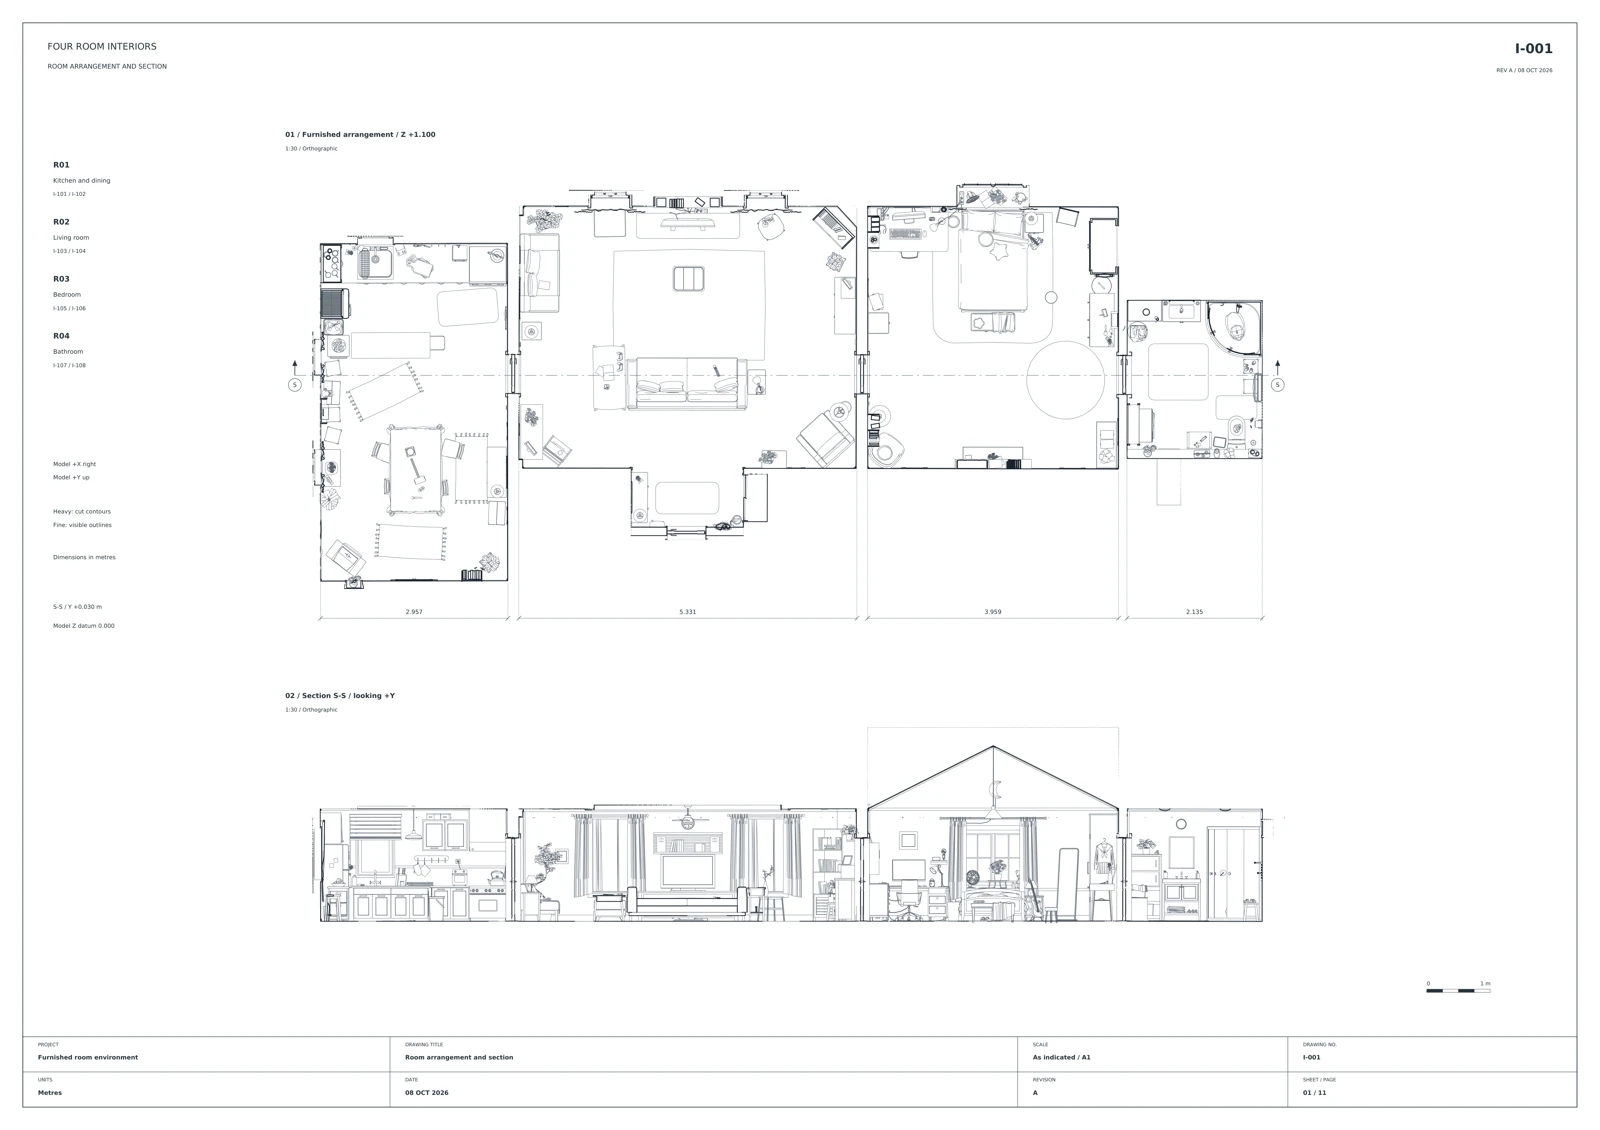 FOUR ROOM INTERIORS
ROOM ARRANGEMENT AND SECTION
I-001
REV A / 08 OCT 2026
01 / Furnished arrangement / Z +1.100
1:30 / Orthographic
R01
Kitchen and dining
I-101 / I-102
R02
Living room
I-103 / I-104
R03
Bedroom
I-105 / I-106
R04
Bathroom
I-107 / I-108
S
S
Model +X right
Model +Y up
Heavy: cut contours
Fine: visible outlines
Dimensions in metres
S-S / Y +0.030 m
Model Z datum 0.000
2.957
5.331
3.959
2.135
02 / Section S-S / looking +Y
1:30 / Orthographic
0 1 m
PROJECT
Furnished room environment
DRAWING TITLE
Room arrangement and section
SCALE
As indicated / A1
DRAWING NO.
I-001
UNITS
Metres
DATE
08 OCT 2026
REVISION
A
SHEET / PAGE
01 / 11